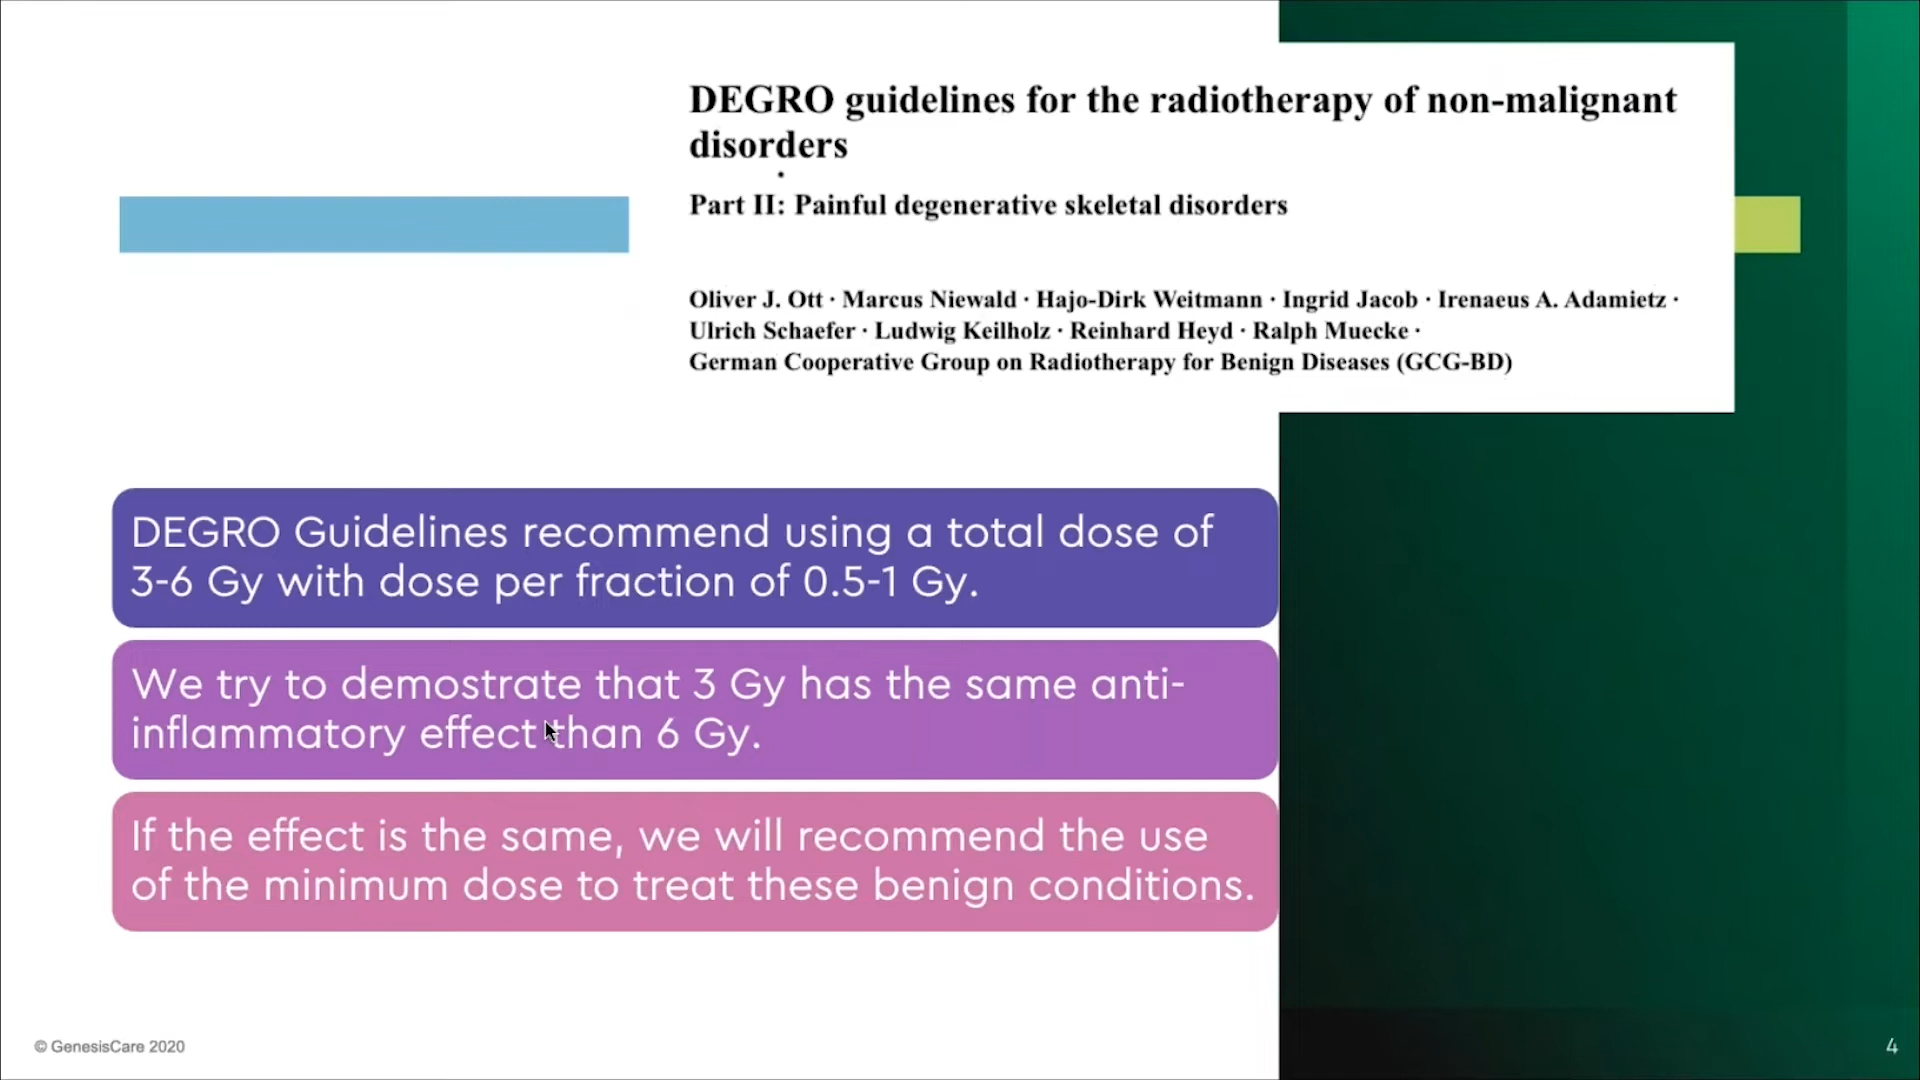 DEGRO guidelines for the radiotherapy of non-malignant
disorders
Part II: Painful degenerative skeletal disorders
Oliver J. Ott · Marcus Niewald · Hajo-Dirk Weitmann · Ingrid Jacob · Irenaeus A. Adamietz ·
Ulrich Schaefer · Ludwig Keilholz · Reinhard Heyd · Ralph Muecke ·
German Cooperative Group on Radiotherapy for Benign Diseases (GCG-BD)
DEGRO Guidelines recommend using a total dose of
3-6 Gy with dose per fraction of 0.5-1 Gy.
We try to demostrate that 3 Gy has the same anti-
inflammatory effect than 6 Gy.
If the effect is the same, we will recommend the use
of the minimum dose to treat these benign conditions.
© GenesisCare 2020
4